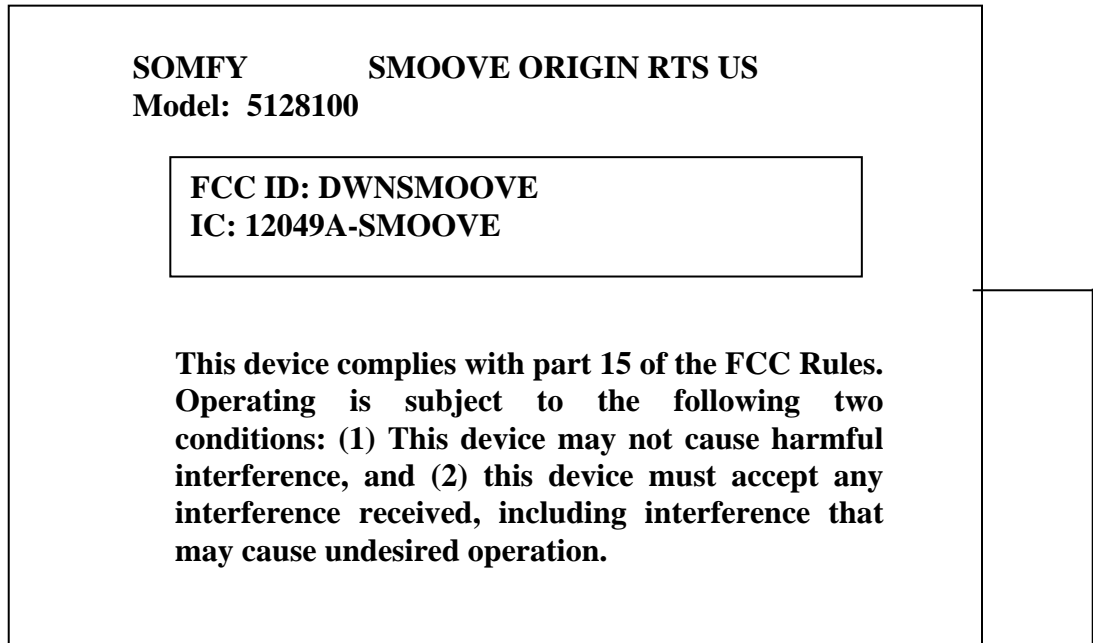 SOMFY SMOOVE ORIGIN RTS US
Model: 5128100
FCC ID: DWNSMOOVE
IC: 12049A-SMOOVE
This device complies with part 15 of the FCC Rules.
Operating is subject to the following two
conditions: (1) This device may not cause harmful
interference, and (2) this device must accept any
interference received, including interference that
may cause undesired operation.